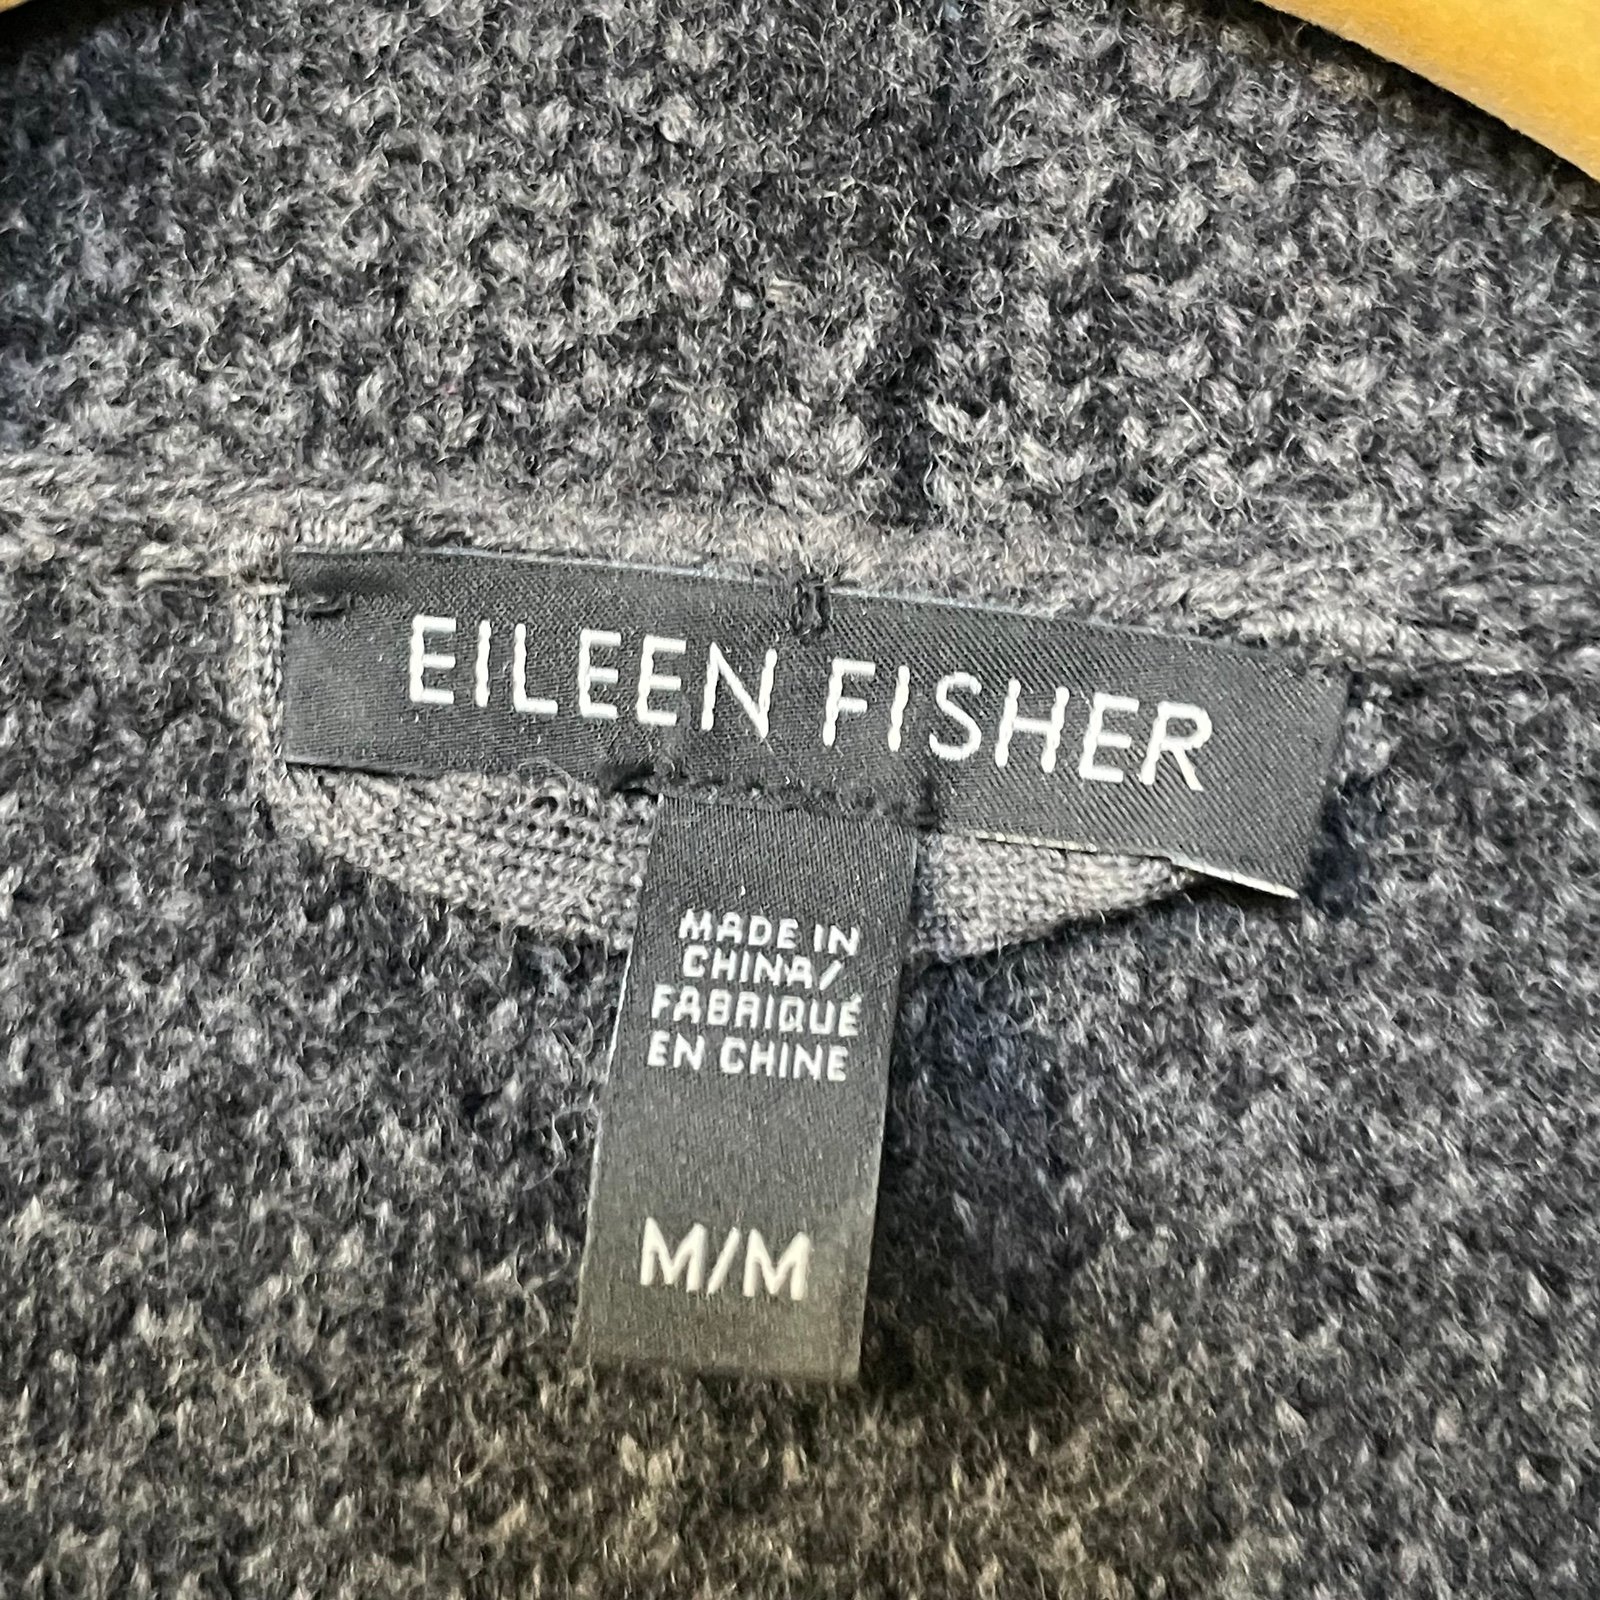 EILEEN FISHER
MADE IN
CHINA/
FABRIQUÉ
EN CHINE
M/M